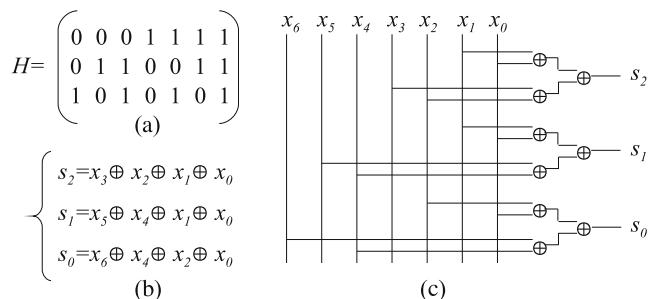 H=
0 0 0 1 1 1 1
0 1 1 0 0 1 1
1 0 1 0 1 0 1
(a)
s₂=x₃⊕ x₂⊕ x₁⊕ x₀
s₁=x₅⊕ x₄⊕ x₁⊕ x₀
s₀=x₆⊕ x₄⊕ x₂⊕ x₀
(b)
x₆ x₅ x₄ x₃ x₂ x₁ x₀
s₂
s₁
s₀
(c)